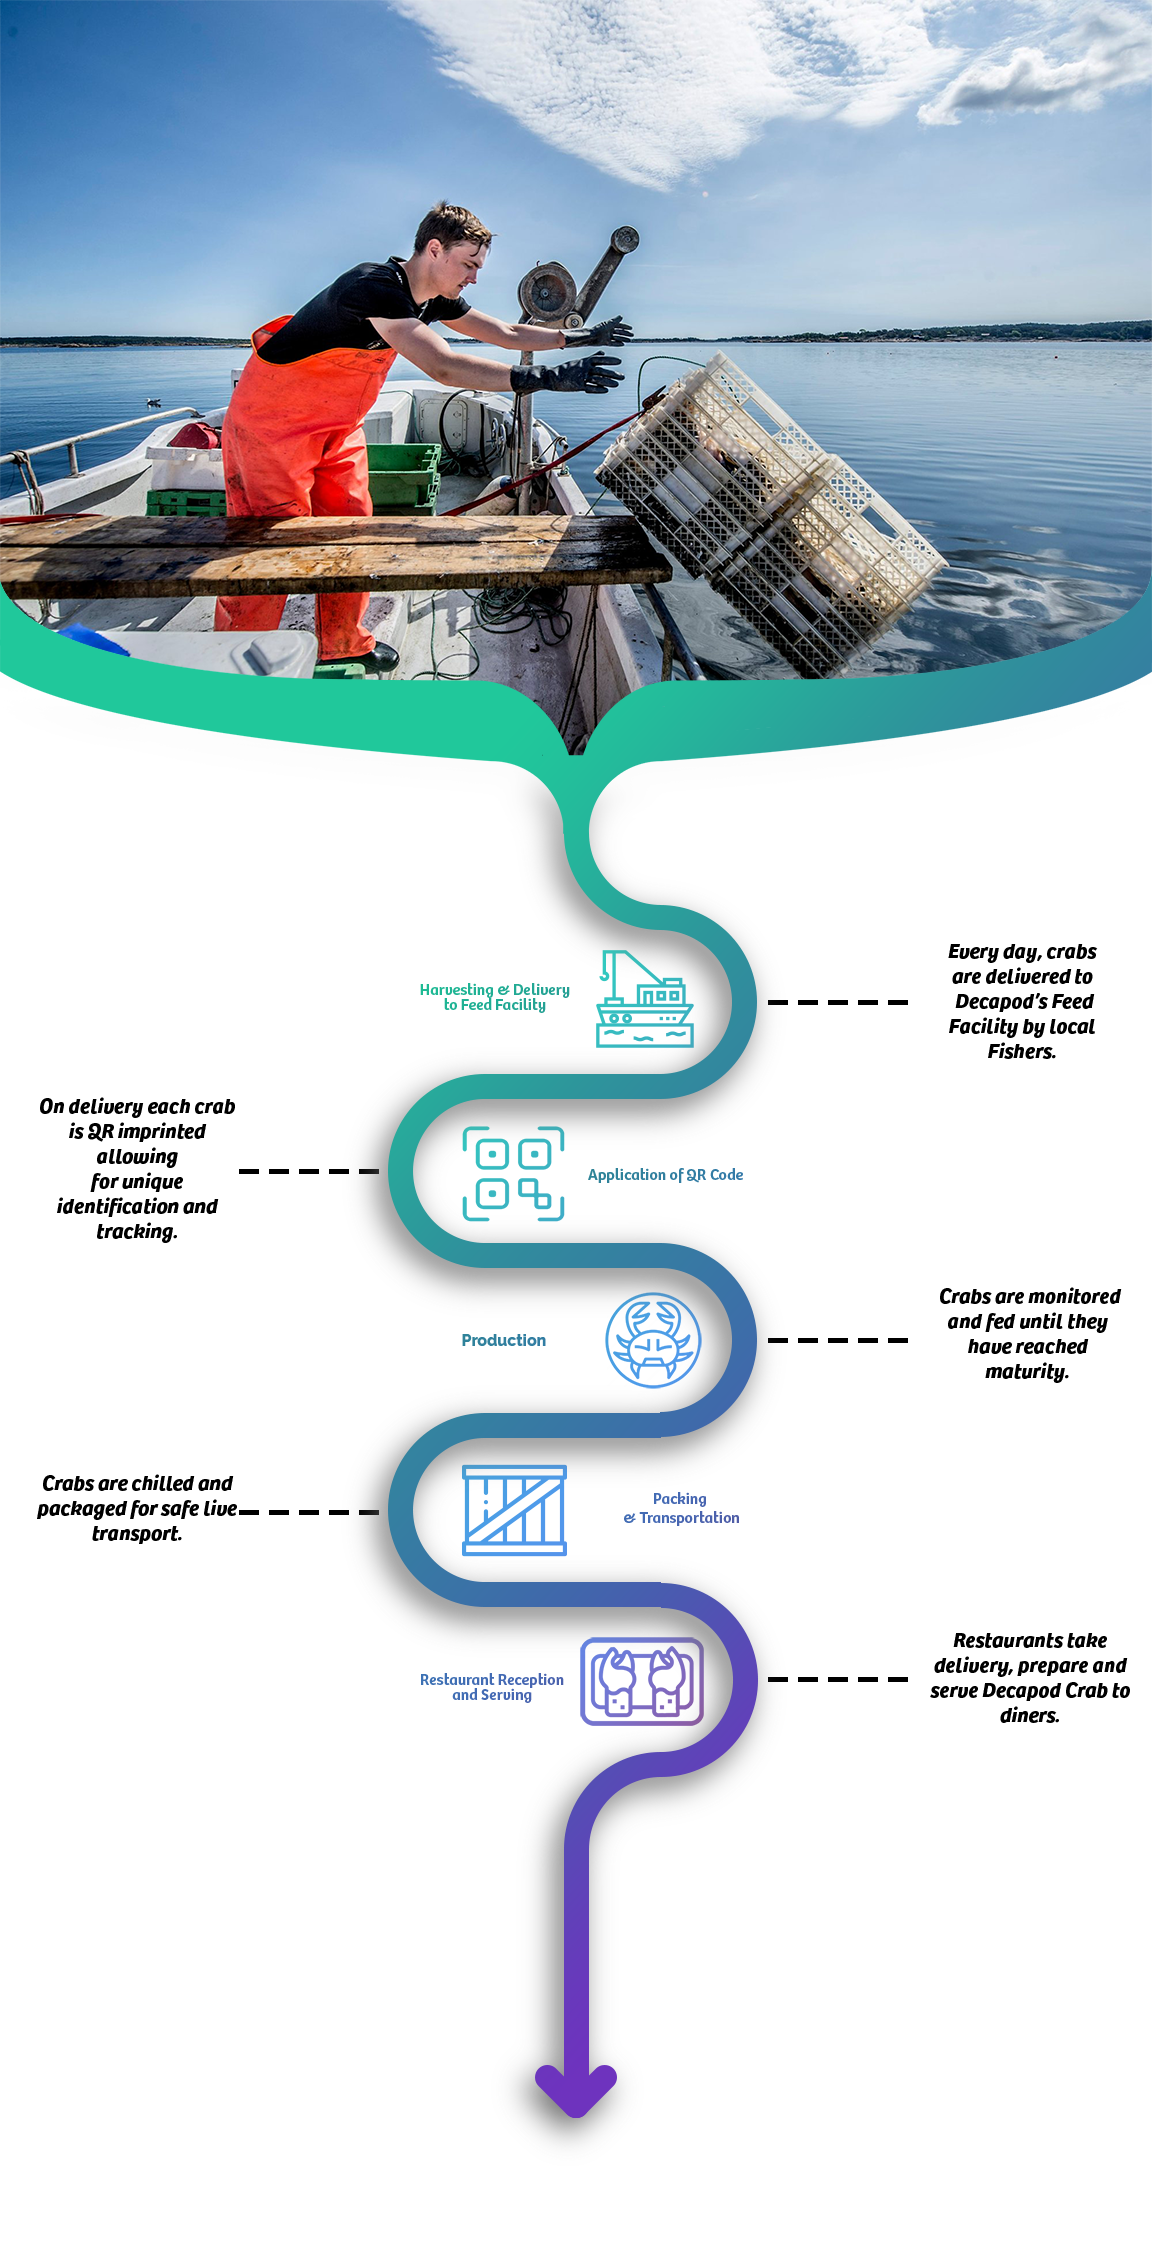 Harvesting & Delivery
to Feed Facility
Every day, crabs
are delivered to
Decapod's Feed
Facility by local
Fishers.
On delivery each crab
is QR imprinted
allowing
for unique
identification and
tracking.
Application of QR Code
Production
Crabs are monitored
and fed until they
have reached
maturity.
Crabs are chilled and
packaged for safe live
transport.
Packing
& Transportation
Restaurant Reception
and Serving
Restaurants take
delivery, prepare and
serve Decapod Crab to
diners.